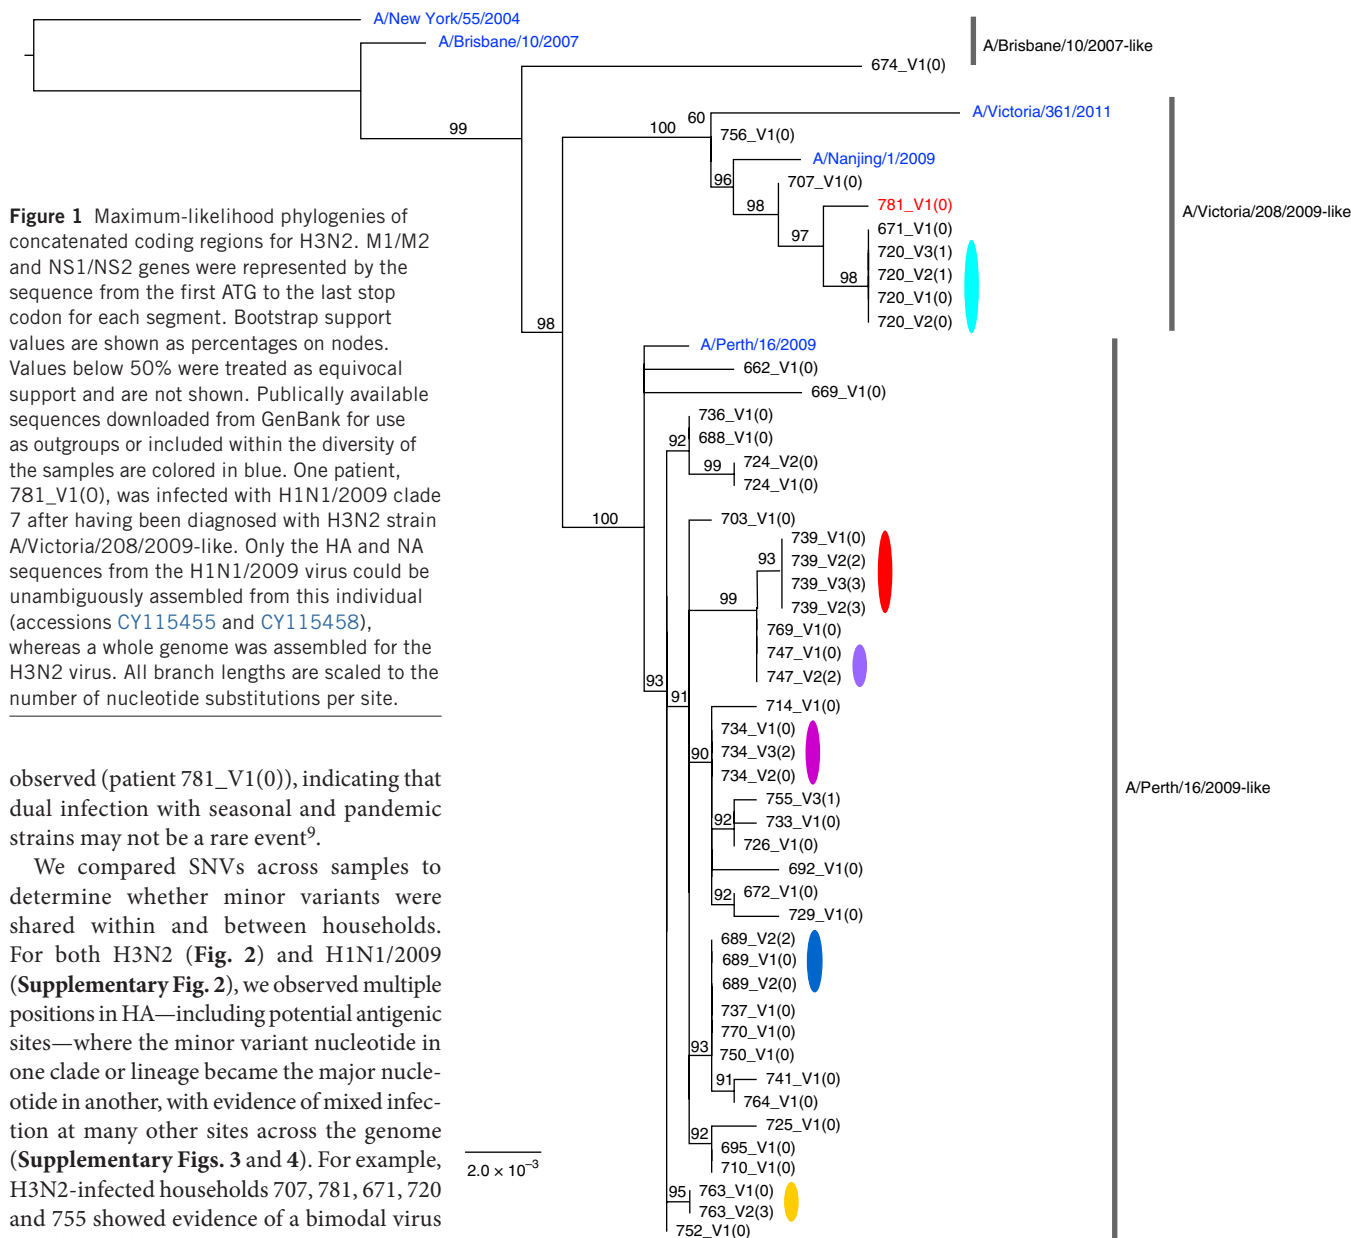 A/New York/55/2004
A/Brisbane/10/2007
A/Brisbane/10/2007-like
674_V1(0)
99
A/Victoria/361/2011
60
100
756_V1(0)
A/Nanjing/1/2009
96
707_V1(0)
98
781_V1(0)
A/Victoria/208/2009-like
97
671_V1(0)
720_V3(1)
98
720_V2(1)
720_V1(0)
720_V2(0)
98
A/Perth/16/2009
662_V1(0)
669_V1(0)
736_V1(0)
92
688_V1(0)
99
724_V2(0)
724_V1(0)
100
703_V1(0)
739_V1(0)
93
739_V2(2)
739_V3(3)
99
739_V2(3)
769_V1(0)
747_V1(0)
747_V2(2)
93
91
714_V1(0)
734_V1(0)
90
734_V3(2)
734_V2(0)
A/Perth/16/2009-like
755_V3(1)
92
733_V1(0)
726_V1(0)
692_V1(0)
92
672_V1(0)
729_V1(0)
689_V2(2)
689_V1(0)
689_V2(0)
737_V1(0)
770_V1(0)
93
750_V1(0)
91
741_V1(0)
764_V1(0)
92
725_V1(0)
695_V1(0)
710_V1(0)
95
763_V1(0)
763_V2(3)
752_V1(0)
2.0 × 10⁻³
Figure 1 Maximum-likelihood phylogenies of
concatenated coding regions for H3N2. M1/M2
and NS1/NS2 genes were represented by the
sequence from the first ATG to the last stop
codon for each segment. Bootstrap support
values are shown as percentages on nodes.
Values below 50% were treated as equivocal
support and are not shown. Publically available
sequences downloaded from GenBank for use
as outgroups or included within the diversity of
the samples are colored in blue. One patient,
781_V1(0), was infected with H1N1/2009 clade
7 after having been diagnosed with H3N2 strain
A/Victoria/208/2009-like. Only the HA and NA
sequences from the H1N1/2009 virus could be
unambiguously assembled from this individual
(accessions CY115455 and CY115458),
whereas a whole genome was assembled for the
H3N2 virus. All branch lengths are scaled to the
number of nucleotide substitutions per site.
observed (patient 781_V1(0)), indicating that
dual infection with seasonal and pandemic
strains may not be a rare event⁹.
We compared SNVs across samples to
determine whether minor variants were
shared within and between households.
For both H3N2 (Fig. 2) and H1N1/2009
(Supplementary Fig. 2), we observed multiple
positions in HA—including potential antigenic
sites—where the minor variant nucleotide in
one clade or lineage became the major nucle-
otide in another, with evidence of mixed infec-
tion at many other sites across the genome
(Supplementary Figs. 3 and 4). For example,
H3N2-infected households 707, 781, 671, 720
and 755 showed evidence of a bimodal virus